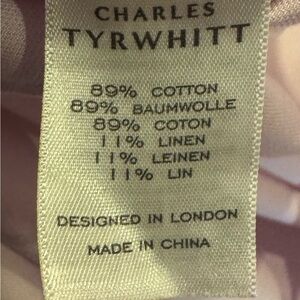 CHARLES
TYRWHITT
89% COTTON
89% BAUMWOLLE
89% COTON
11% LINEN
11% LEINEN
11% LIN
DESIGNED IN LONDON
MADE IN CHINA